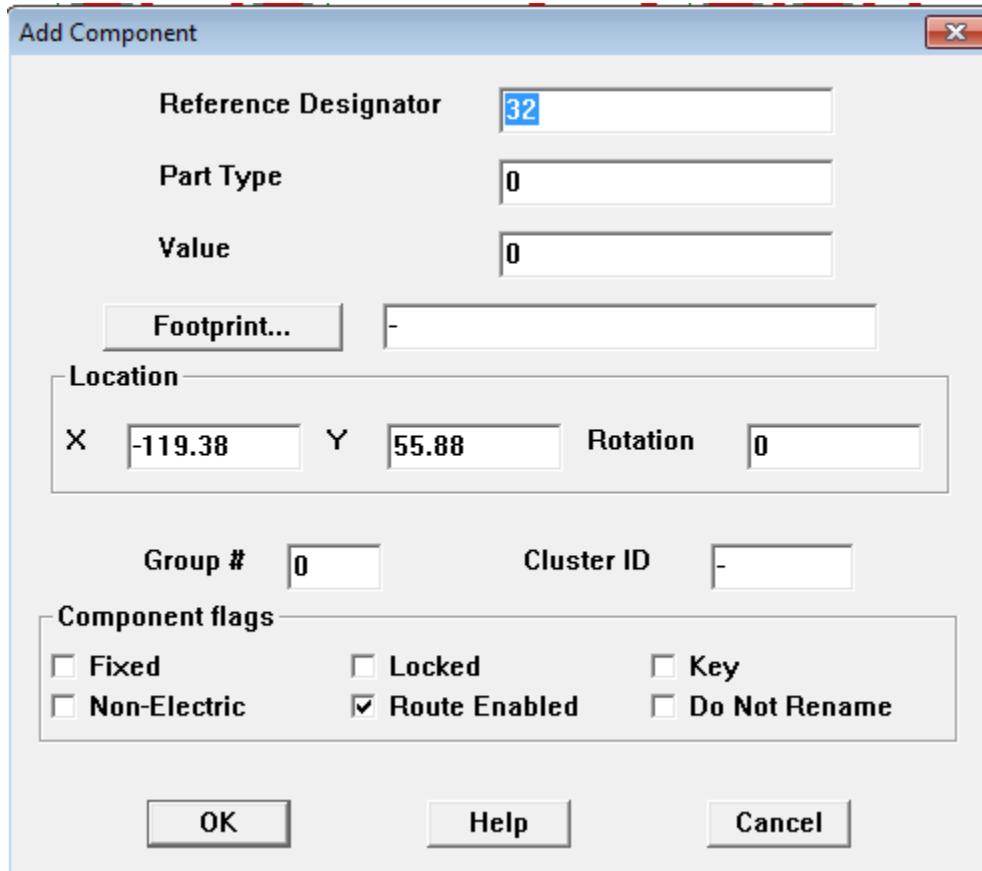 Add Component
Reference Designator 32
Part Type 0
Value 0
Footprint... -
Location
X -119.38 Y 55.88 Rotation 0
Group # 0 Cluster ID -
Component flags
Fixed Locked Key
Non-Electric Route Enabled Do Not Rename
OK Help Cancel